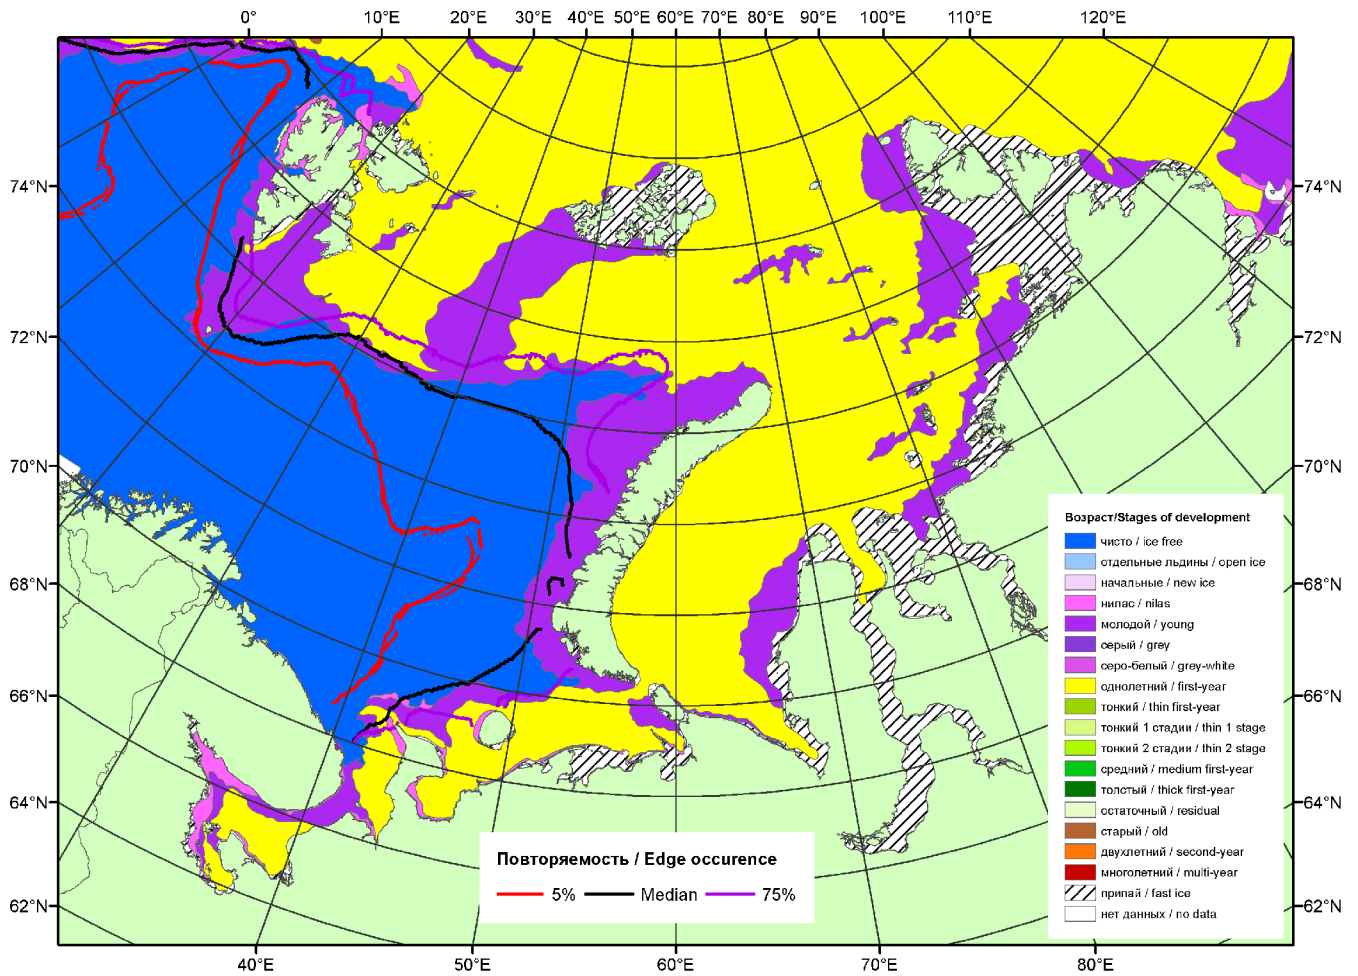 0° 10°E 20°E 30°E 40°E 50°E 60°E 70°E 80°E 90°E 100°E 110°E 120°E
74°N 74°N
72°N 72°N
70°N 70°N
68°N 68°N
66°N 66°N
64°N 64°N
62°N 62°N
Возраст/Stages of development
чисто / ice free
отдельные льдины / open ice
начальные / new ice
нилас / nilas
молодой / young
серый / grey
серо-белый / grey-white
однолетний / first-year
тонкий / thin first-year
тонкий 1 стадии / thin 1 stage
тонкий 2 стадии / thin 2 stage
средний / medium first-year
толстый / thick first-year
остаточный / residual
старый / old
двухлетний / second-year
многолетний / multi-year
припай / fast ice
нет данных / no data
Повторяемость / Edge occurence
5% Median 75%
40°E 50°E 60°E 70°E 80°E